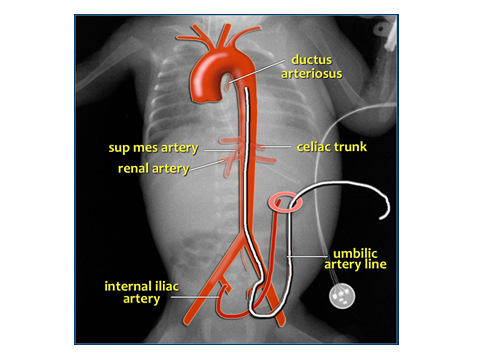 ductus
arteriosus
sup mes artery
celiac trunk
renal artery
umbilic
artery line
internal iliac
artery